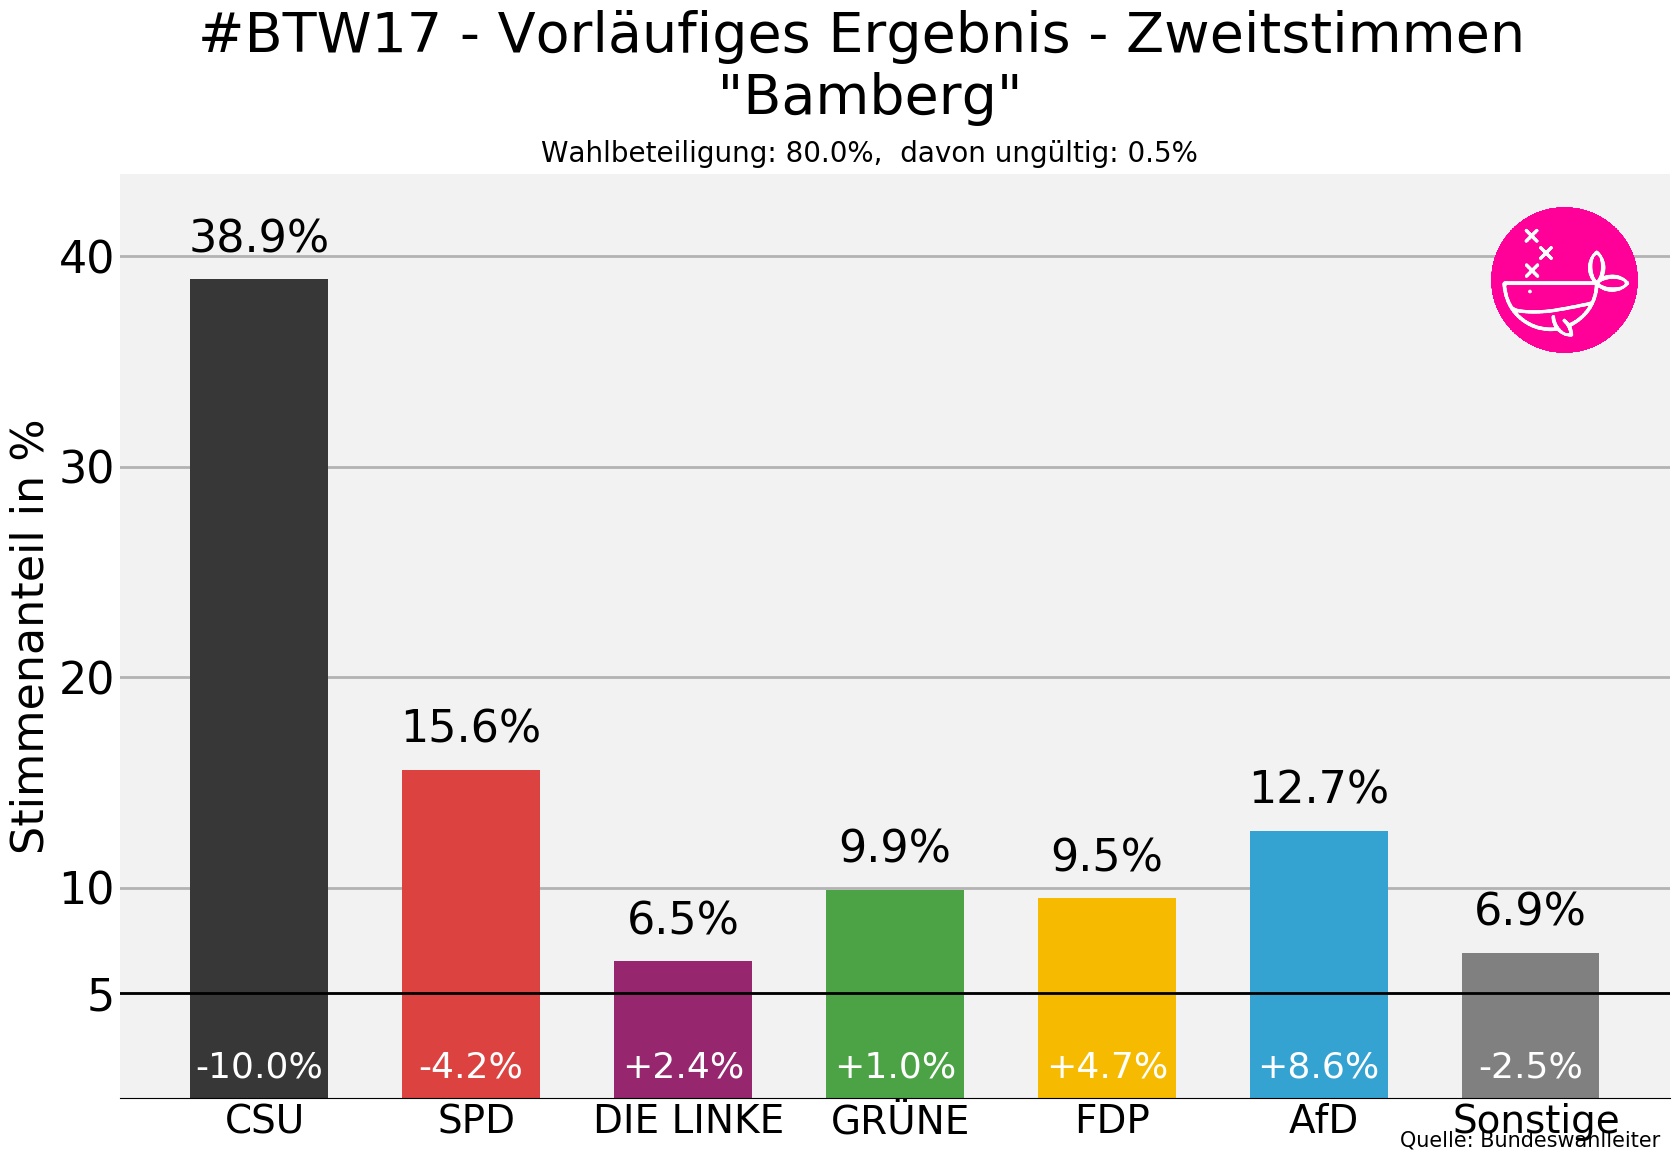 #BTW17 - Vorläufiges Ergebnis - Zweitstimmen
"Bamberg"
Wahlbeteiligung: 80.0%,  davon ungültig: 0.5%
Stimmenanteil in %
40
30
20
10
5
38.9%
15.6%
6.5%
9.9%
9.5%
12.7%
6.9%
-10.0%
-4.2%
+2.4%
+1.0%
+4.7%
+8.6%
-2.5%
CSU
SPD
DIE LINKE
GRÜNE
FDP
AfD
Sonstige
Quelle: Bundeswahlleiter